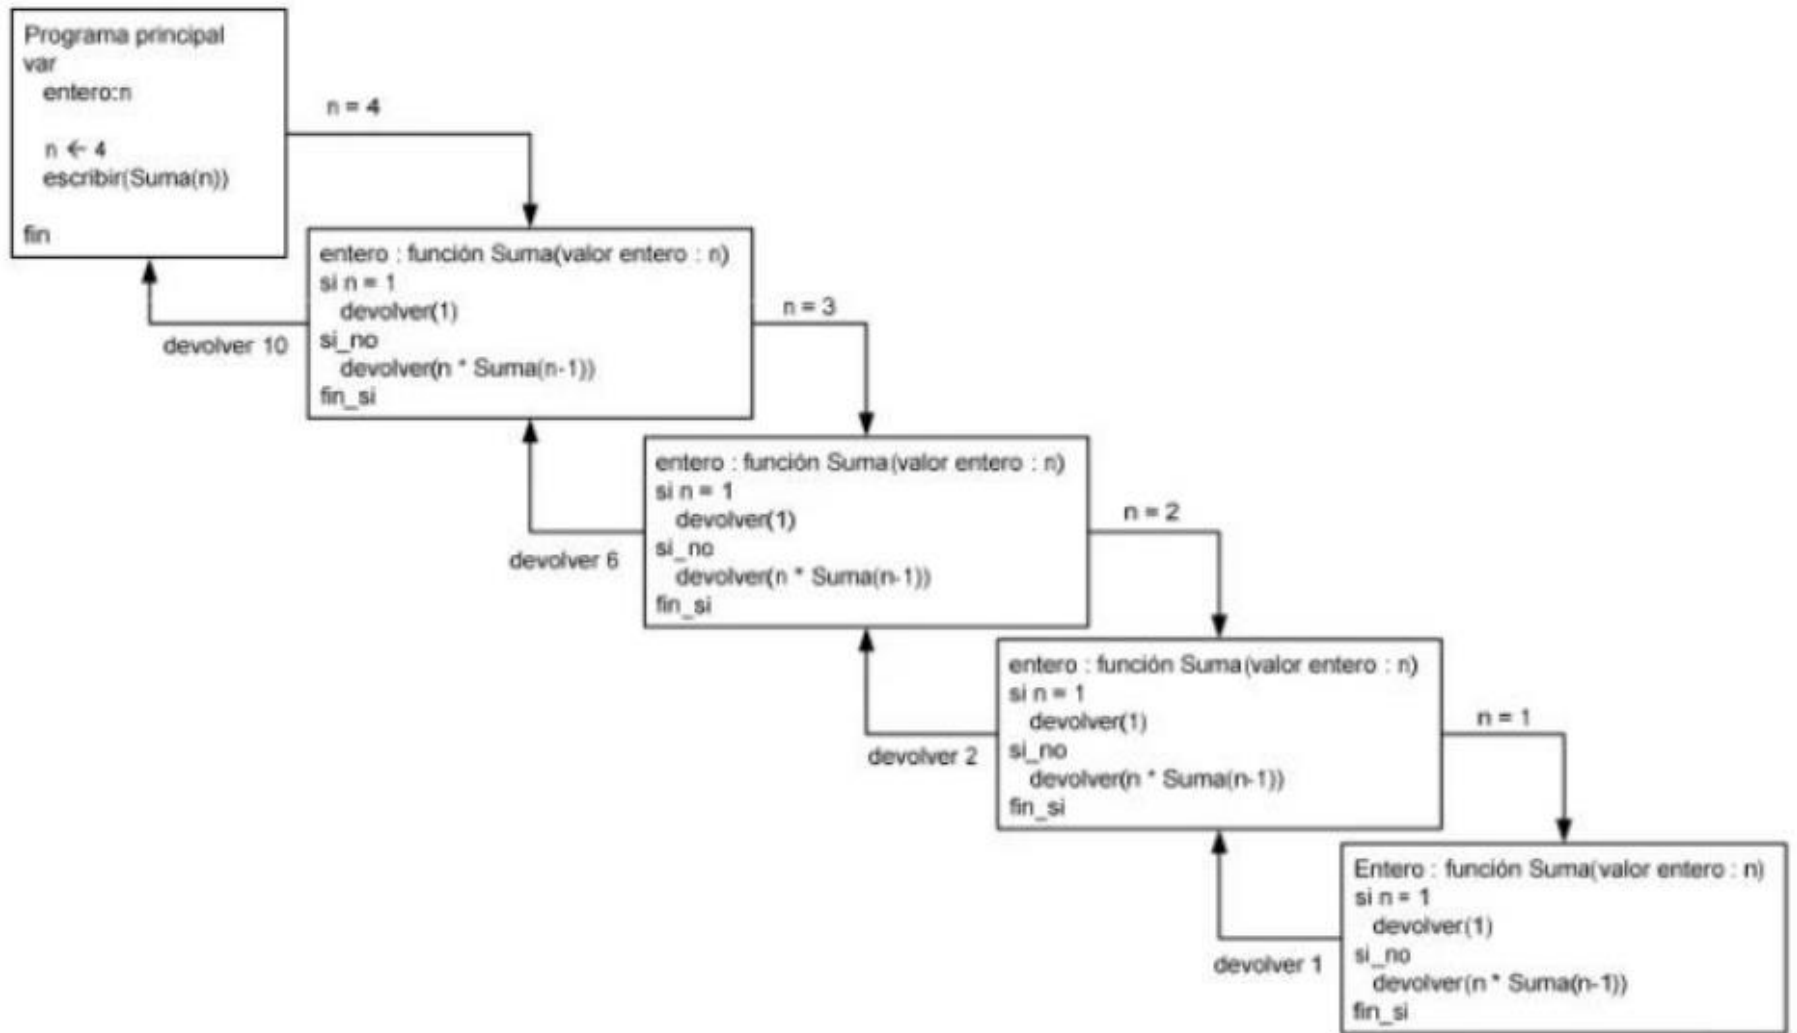 Programa principal
var
entero:n
n ← 4
escribir(Suma(n))
fin
n = 4
entero : función Suma(valor entero : n)
si n = 1
devolver(1)
si_no
devolver(n * Suma(n-1))
fin_si
devolver 10
n = 3
entero : función Suma(valor entero : n)
si n = 1
devolver(1)
si_no
devolver(n * Suma(n-1))
fin_si
devolver 6
n = 2
entero : función Suma(valor entero : n)
si n = 1
devolver(1)
si_no
devolver(n * Suma(n-1))
fin_si
devolver 2
n = 1
Entero : función Suma(valor entero : n)
si n = 1
devolver(1)
si_no
devolver(n * Suma(n-1))
fin_si
devolver 1